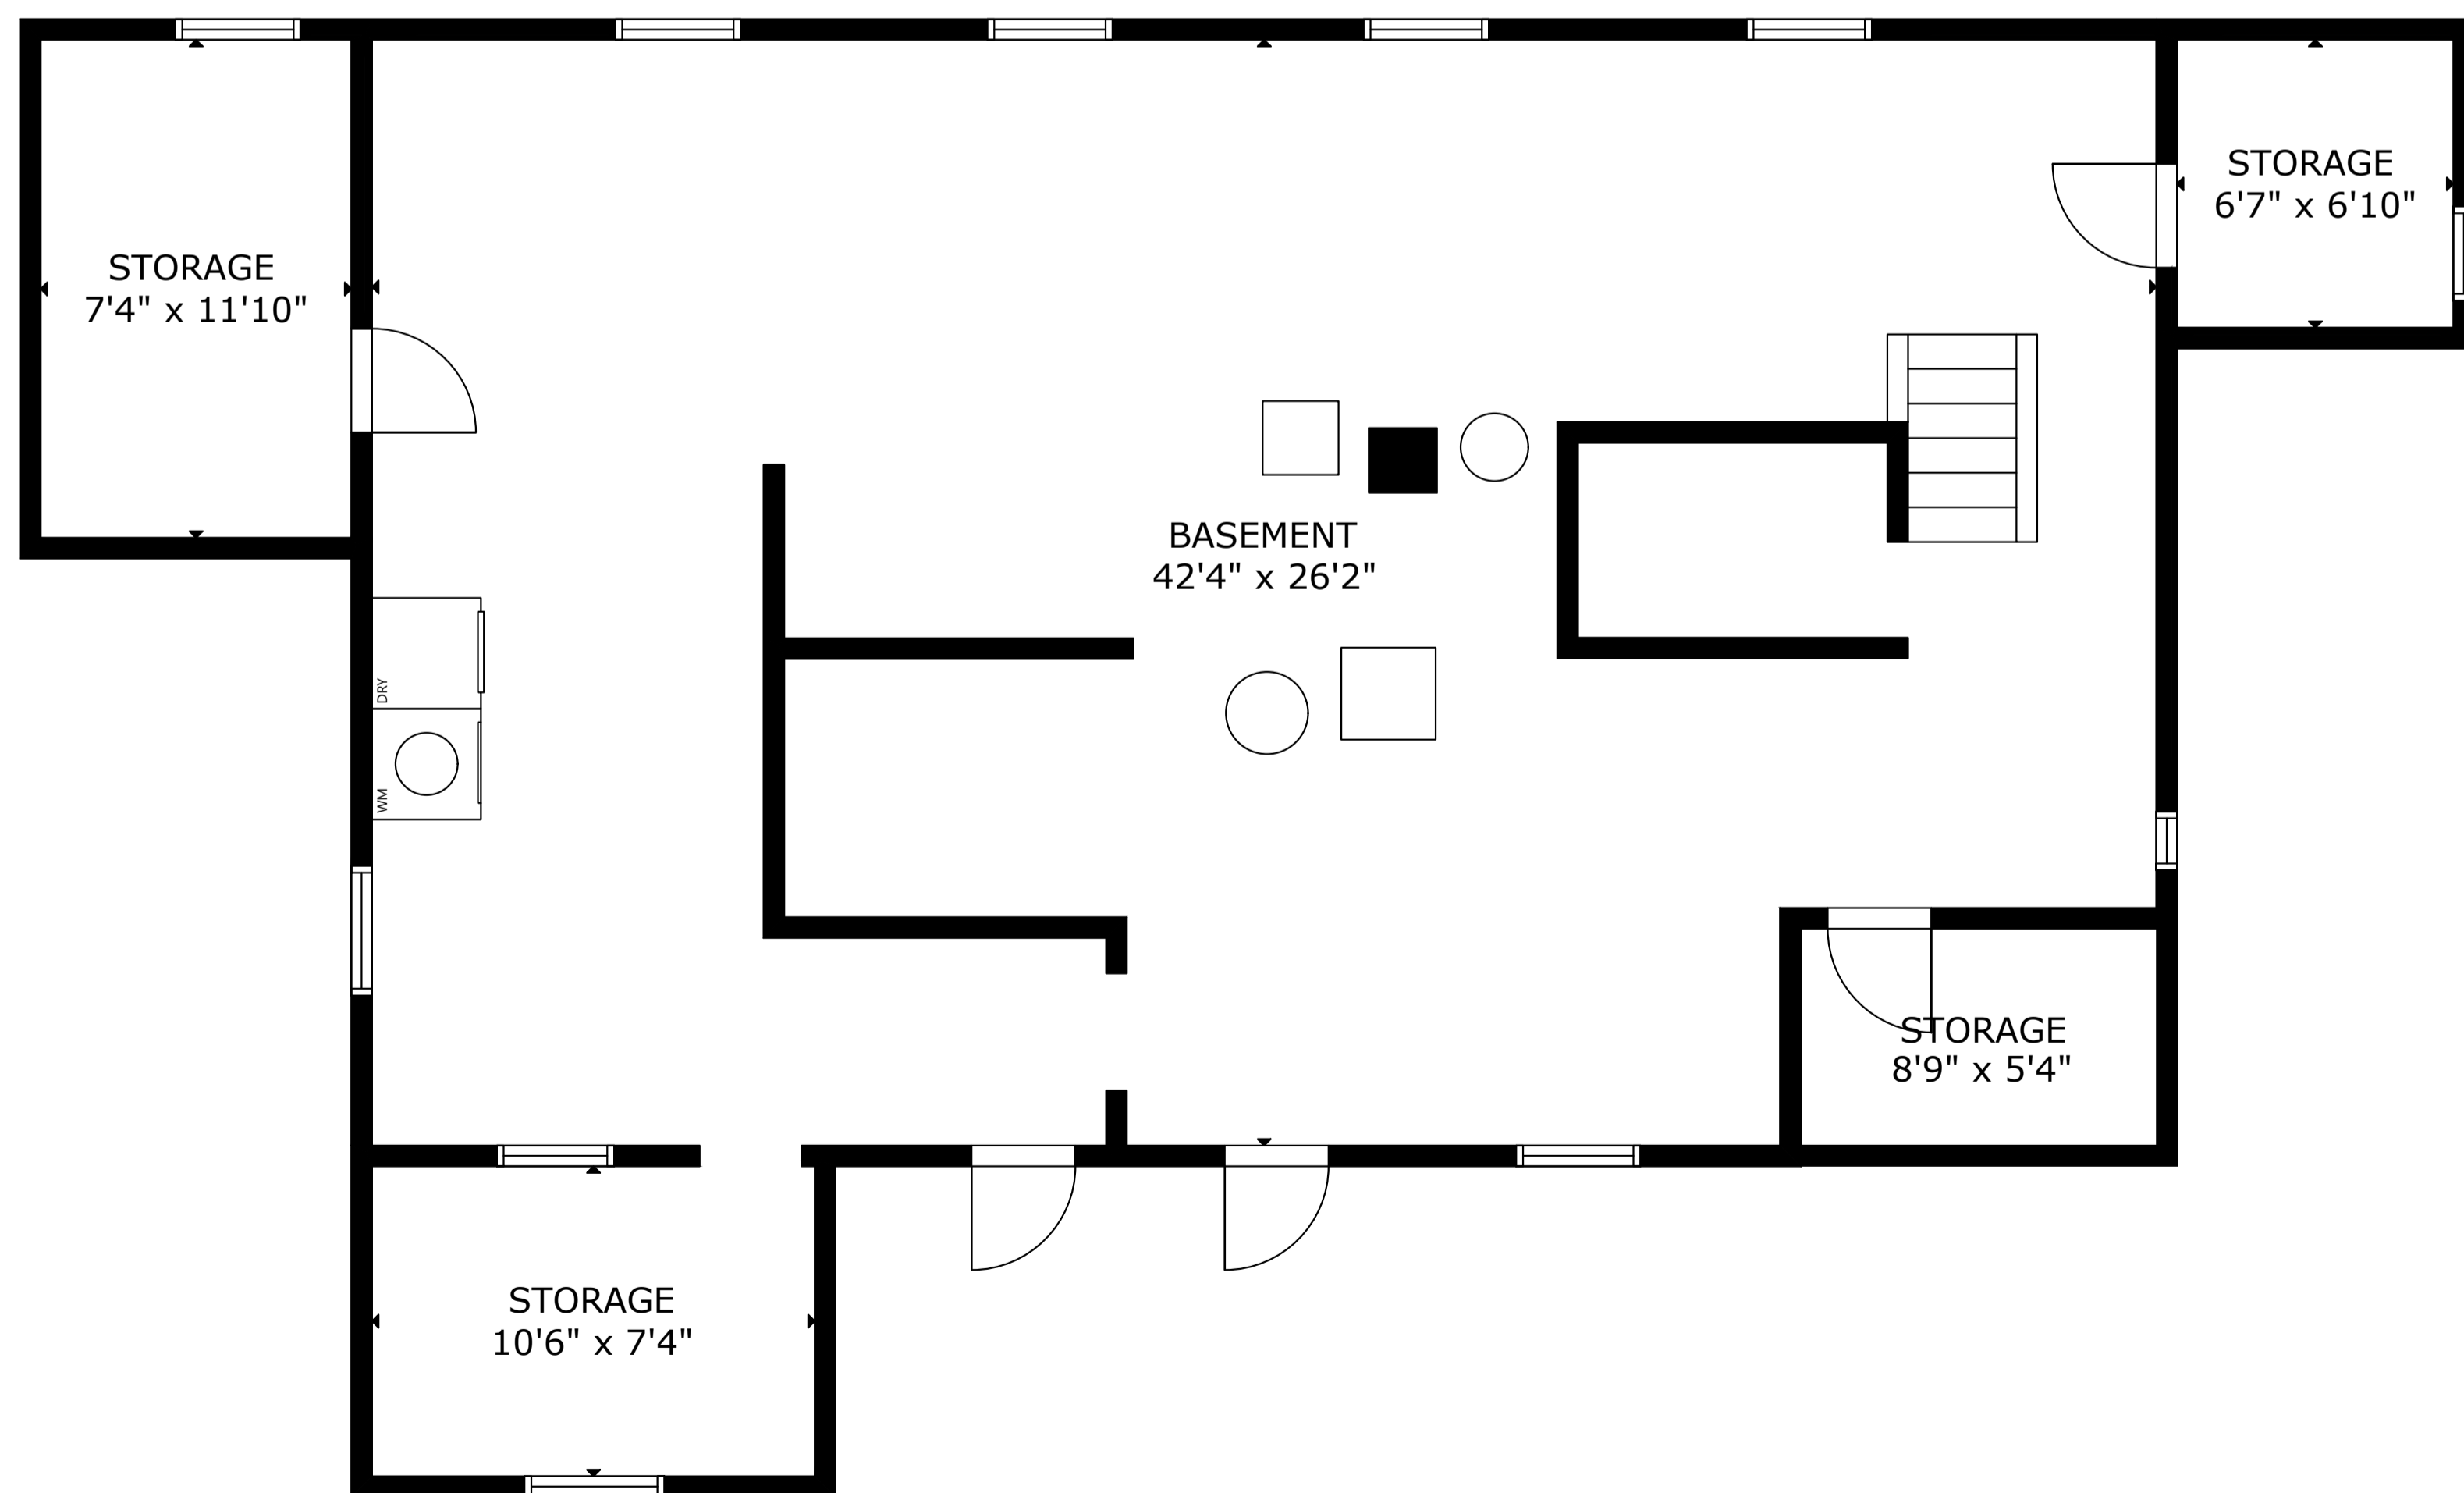 STORAGE
6'7" x 6'10"
STORAGE
7'4" x 11'10"
BASEMENT
42'4" x 26'2"
DRY
WM
STORAGE
8'9" x 5'4"
STORAGE
10'6" x 7'4"